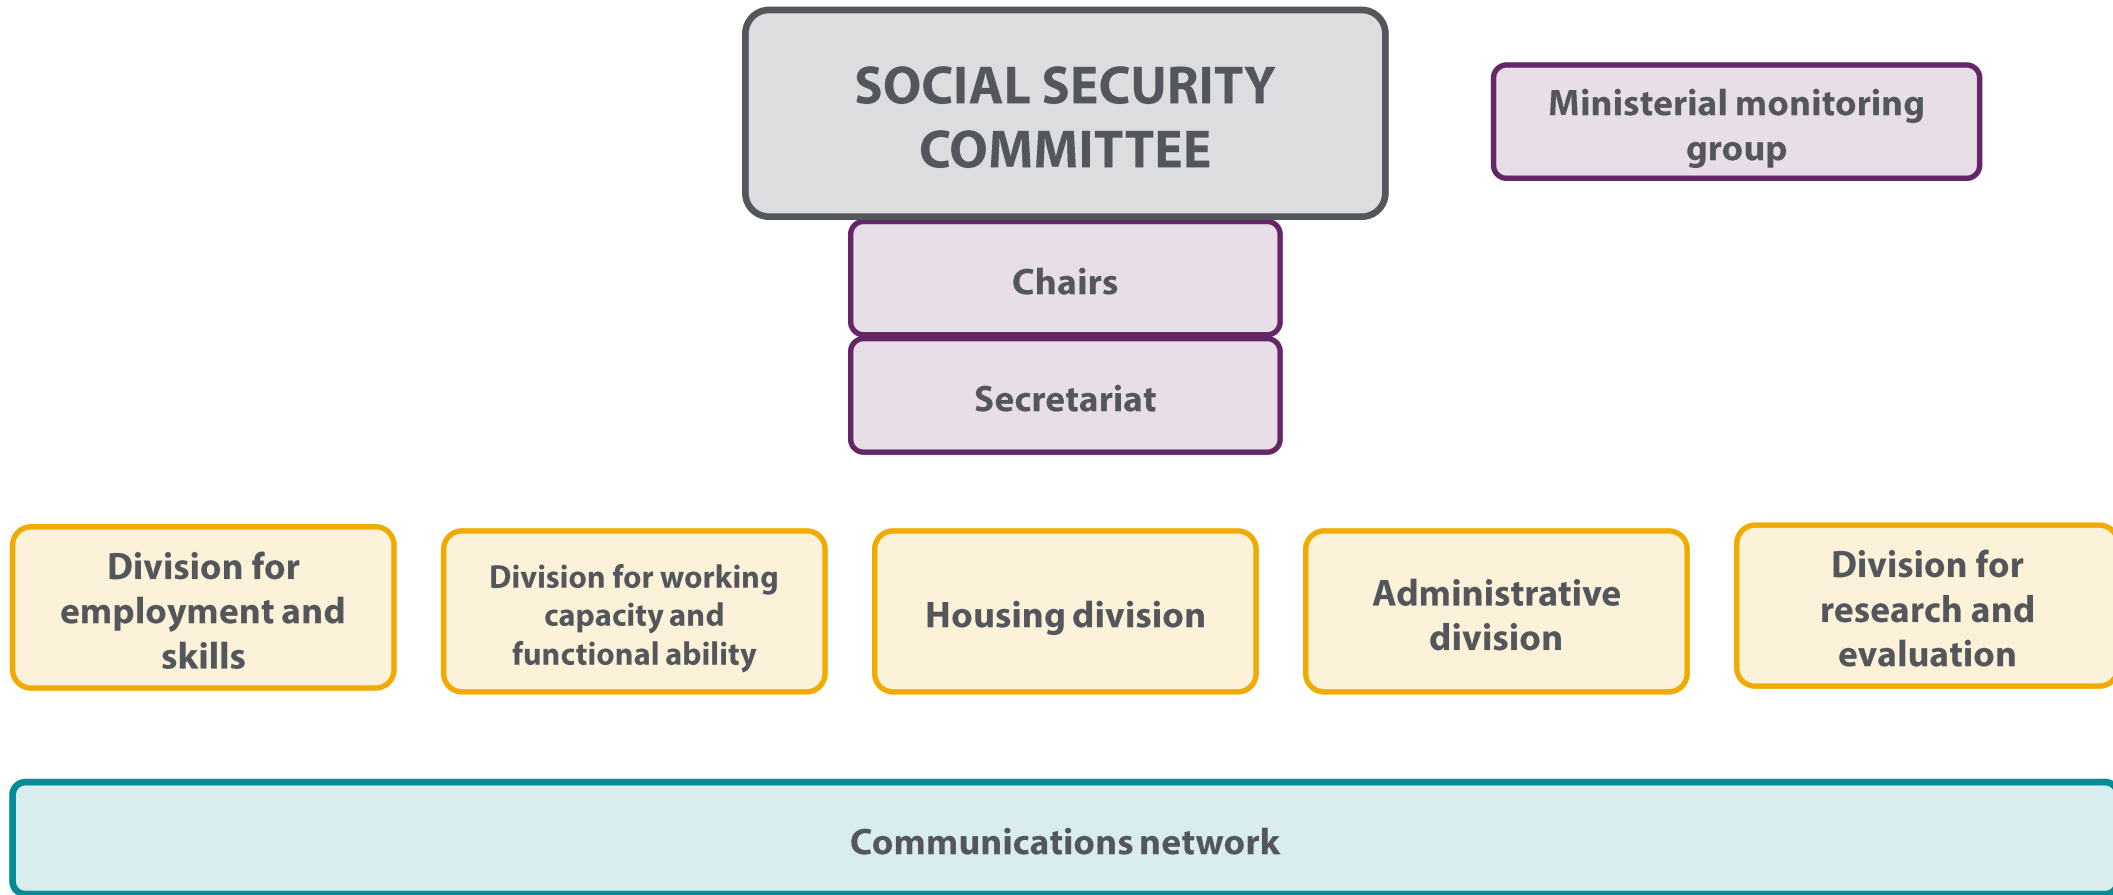 SOCIAL SECURITY
COMMITTEE
Ministerial monitoring
group
Chairs
Secretariat
Division for
employment and
skills
Division for working
capacity and
functional ability
Housing division
Administrative
division
Division for
research and
evaluation
Communications network